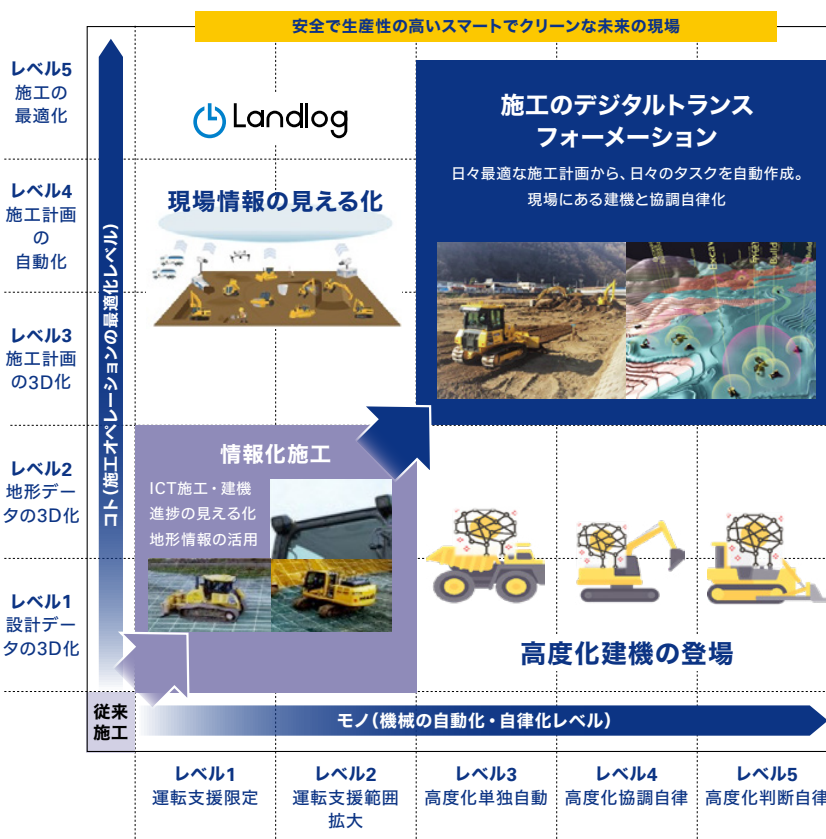 安全で生産性の高いスマートでクリーンな未来の現場
レベル5
施工の
最適化
レベル4
施工計画
の
自動化
レベル3
施工計画
の3D化
レベル2
地形デー
タの3D化
レベル1
設計デー
タの3D化
コト(施工オペレーションの最適化レベル)
Landlog
現場情報の見える化
施工のデジタルトランス
フォーメーション
日々最適な施工計画から、日々のタスクを自動作成。
現場にある建機と協調自律化
情報化施工
ICT施工・建機
進捗の見える化
地形情報の活用
高度化建機の登場
従来
施工
モノ(機械の自動化・自律化レベル)
レベル1
運転支援限定
レベル2
運転支援範囲
拡大
レベル3
高度化単独自動
レベル4
高度化協調自律
レベル5
高度化判断自律